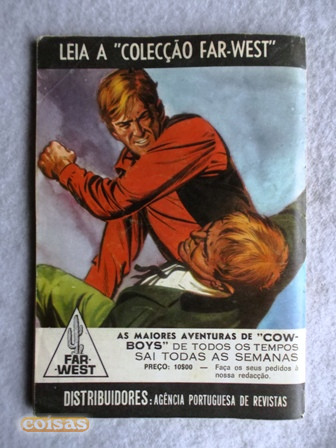 LEIA A "COLECÇÃO FAR-WEST"
AS MAIORES AVENTURAS DE "COW-
BOYS" DE TODOS OS TEMPOS
SAI TODAS AS SEMANAS
PREÇO: 10$00 — Faça os seus pedidos à
nossa redacção.
FAR-
WEST
DISTRIBUIDORES: AGÊNCIA PORTUGUESA DE REVISTAS
coisas